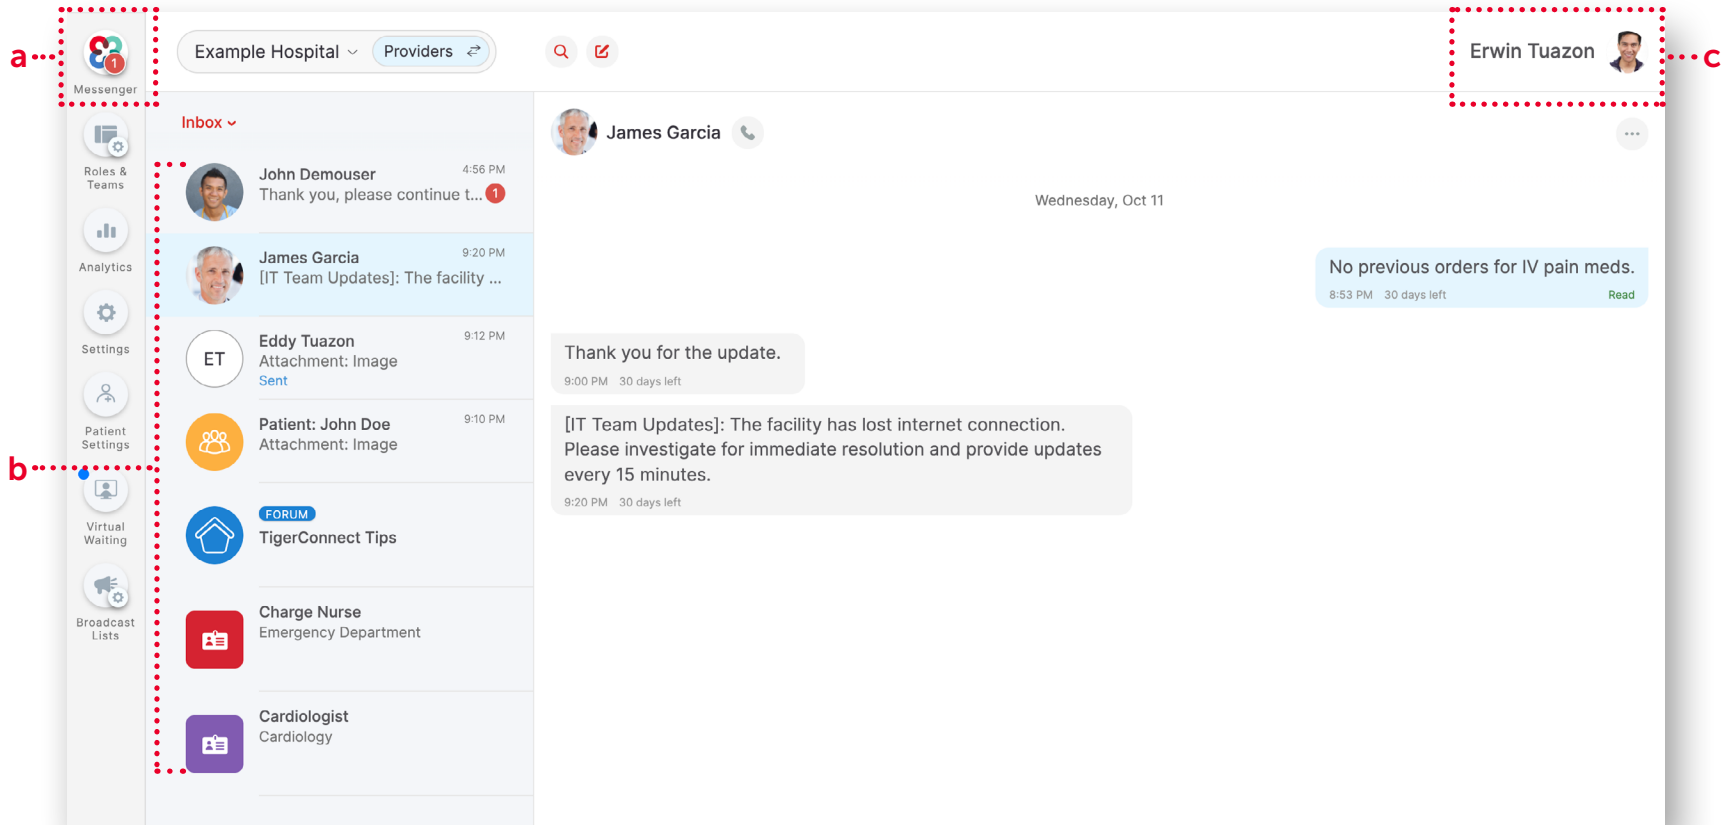 a
1
Messenger
Example Hospital
Providers
Erwin Tuazon
c
Roles &
Teams
Analytics
Settings
Patient
Settings
b
Virtual
Waiting
Broadcast
Lists
Inbox
John Demouser 4:56 PM
Thank you, please continue t... 1
James Garcia 9:20 PM
[IT Team Updates]: The facility ...
ET
Eddy Tuazon 9:12 PM
Attachment: Image
Sent
Patient: John Doe 9:10 PM
Attachment: Image
FORUM
TigerConnect Tips
Charge Nurse
Emergency Department
Cardiologist
Cardiology
James Garcia
Wednesday, Oct 11
No previous orders for IV pain meds.
8:53 PM 30 days left Read
Thank you for the update.
9:00 PM 30 days left
[IT Team Updates]: The facility has lost internet connection.
Please investigate for immediate resolution and provide updates
every 15 minutes.
9:20 PM 30 days left